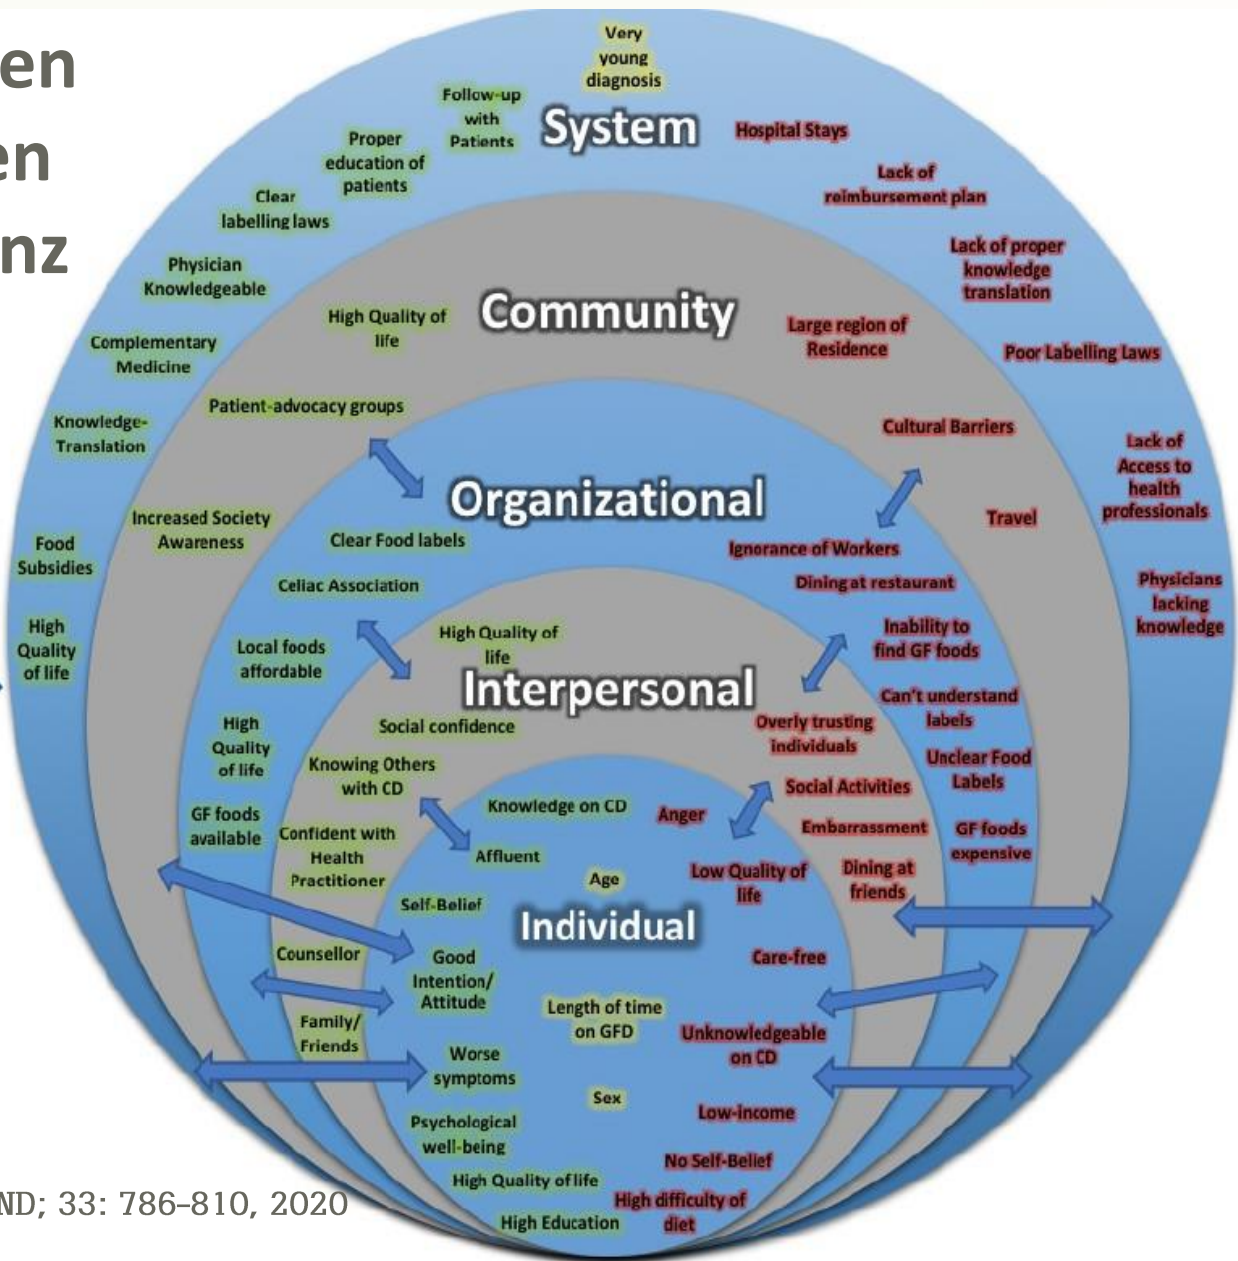 en
en
nz
Very
young
diagnosis
System
Follow-up
with
Patients
Proper
education of
patients
Clear
labelling laws
Physician
Knowledgeable
Complementary
Medicine
Knowledge-
Translation
Food
Subsidies
High
Quality
of life
Hospital Stays
Lack of
reimbursement plan
Lack of proper
knowledge
translation
Poor Labelling Laws
Lack of
Access to
health
professionals
Physicians
lacking
knowledge
Community
High Quality of
life
Patient-advocacy groups
Increased Society
Awareness
Large region of
Residence
Cultural Barriers
Travel
Organizational
Clear Food labels
Celiac Association
Local foods
affordable
High
Quality
of life
GF foods
available
Ignorance of Workers
Dining at restaurant
Inability to
find GF foods
Can't understand
labels
Unclear Food
Labels
GF foods
expensive
High Quality of
life
Interpersonal
Social confidence
Knowing Others
with CD
Confident with
Health
Practitioner
Counsellor
Family/
Friends
Overly trusting
individuals
Social Activities
Embarrassment
Dining at
friends
Knowledge on CD
Affluent
Self-Belief
Good
Intention/
Attitude
Worse
symptoms
Psychological
well-being
High Quality of life
High Education
Age
Individual
Length of time
on GFD
Sex
Anger
Low Quality of
life
Care-free
Unknowledgeable
on CD
Low-income
No Self-Belief
High difficulty of
diet
ND; 33: 786-810, 2020